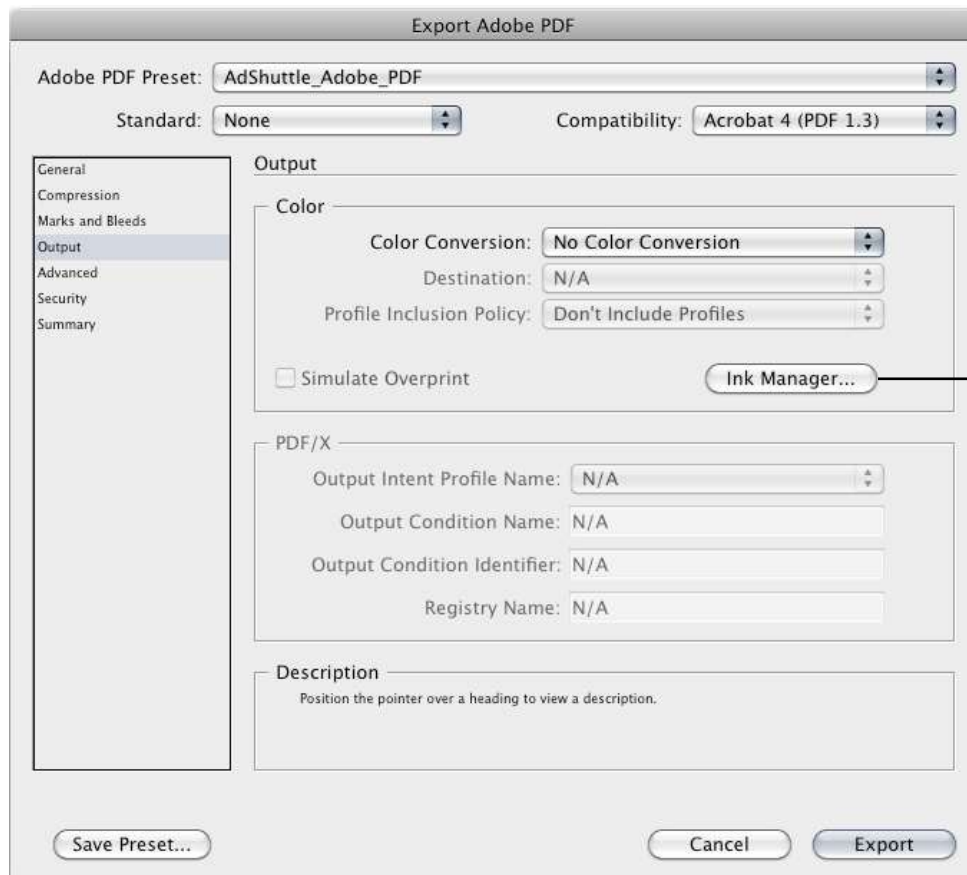 Export Adobe PDF
Adobe PDF Preset: AdShuttle_Adobe_PDF
Standard: None Compatibility: Acrobat 4 (PDF 1.3)
General
Compression
Marks and Bleeds
Output
Advanced
Security
Summary
Output
Color
Color Conversion: No Color Conversion
Destination: N/A
Profile Inclusion Policy: Don't Include Profiles
Simulate Overprint Ink Manager...
PDF/X
Output Intent Profile Name: N/A
Output Condition Name: N/A
Output Condition Identifier: N/A
Registry Name: N/A
Description
Position the pointer over a heading to view a description.
Save Preset... Cancel Export